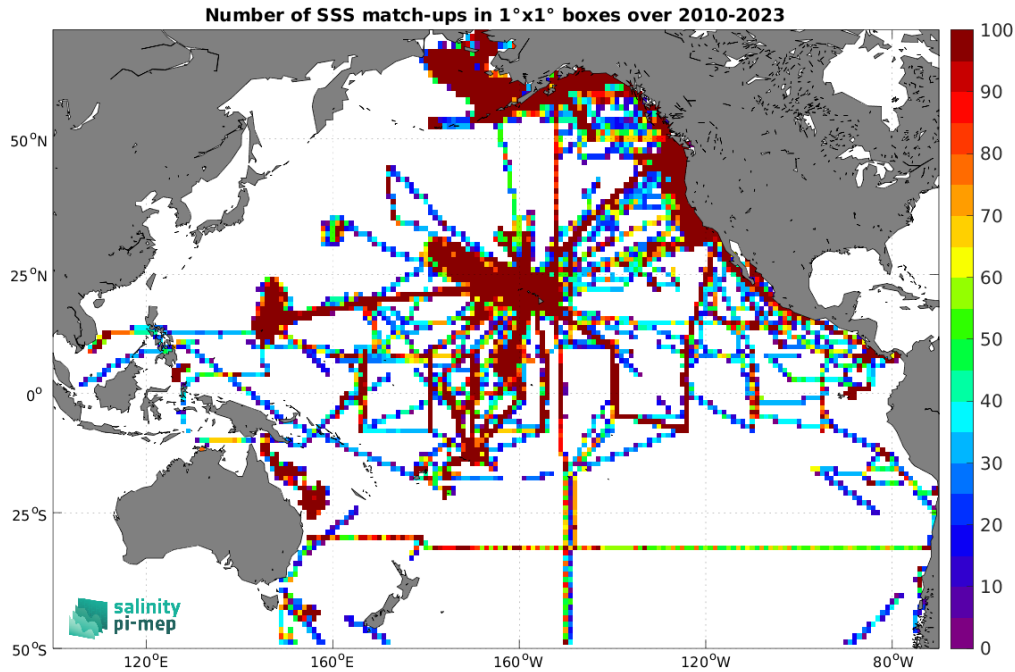 Number of SSS match-ups in 1°x1° boxes over 2010-2023
100
90
80
70
60
50
40
30
20
10
0
50°N
25°N
0°
25°S
50°S
120°E
160°E
160°W
120°W
80°W
salinity
pi-mep